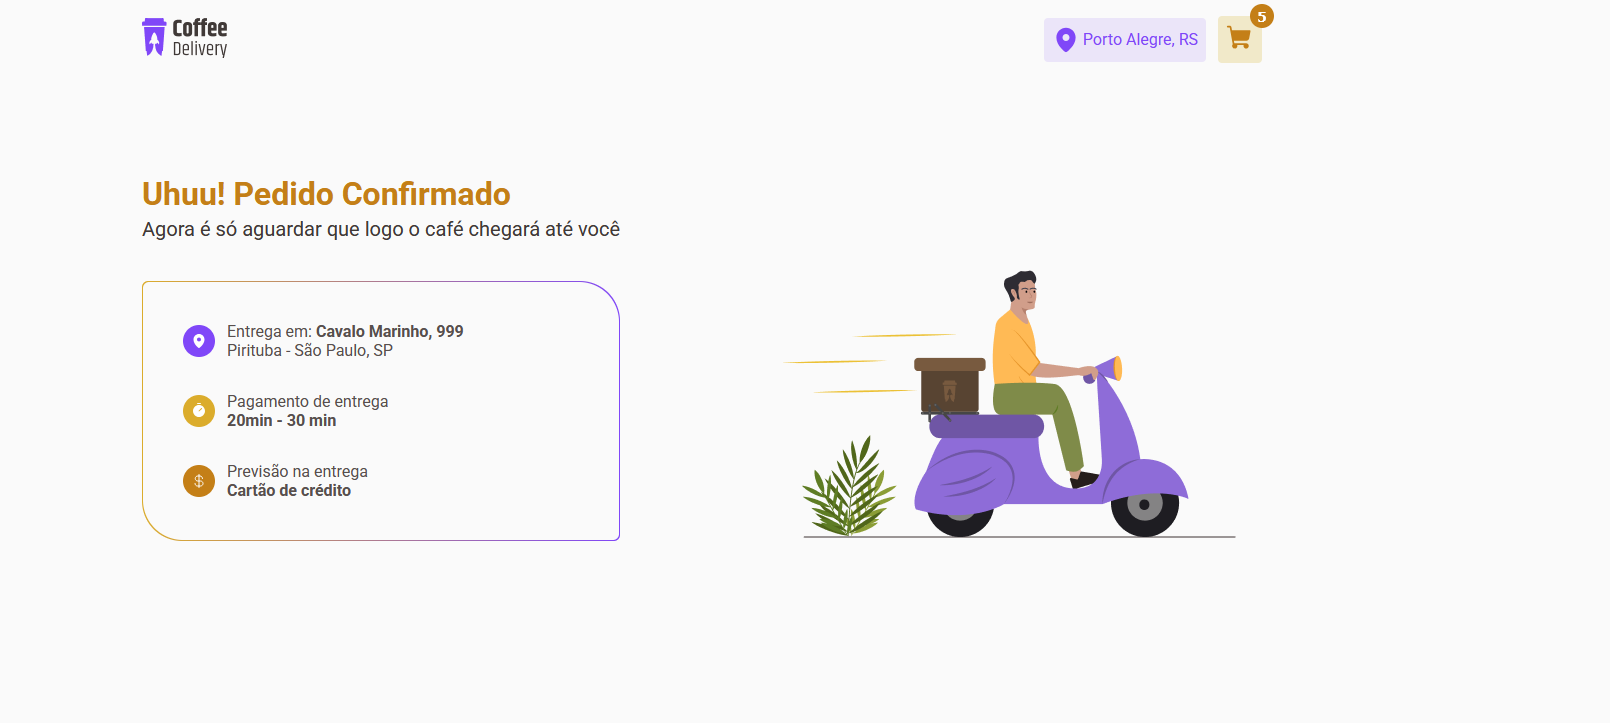 Coffee
Delivery
Porto Alegre, RS
5
Uhuu! Pedido Confirmado
Agora é só aguardar que logo o café chegará até você
Entrega em: Cavalo Marinho, 999
Pirituba - São Paulo, SP
Pagamento de entrega
20min - 30 min
Previsão na entrega
Cartão de crédito